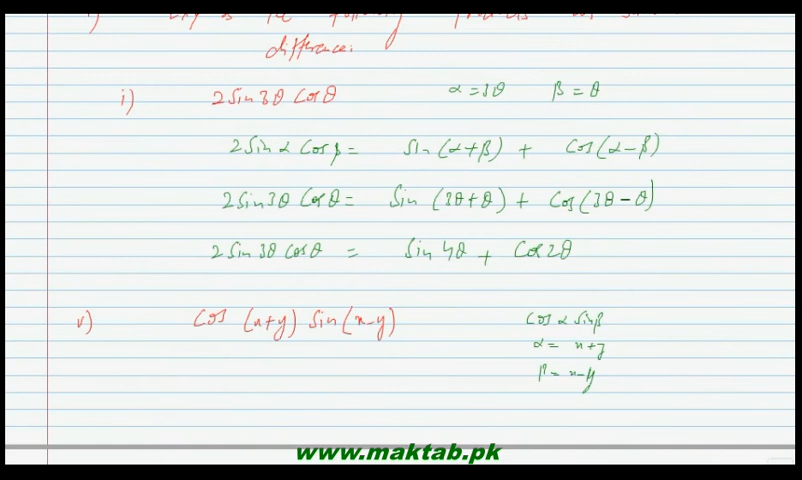 products
difference:
i) 2 Sin 3θ Cos θ α = 3θ β = θ
2 Sin α Cos β = Sin (α+β) + Cos (α-β)
2 Sin 3θ Cos θ = Sin (3θ+θ) + Cos (3θ-θ)
2 Sin 3θ Cos θ = Sin 4θ + Cos 2θ
v) Cos (x+y) Sin (x-y) Cos α Sin β
α = x+y
β = x-y
www.maktab.pk